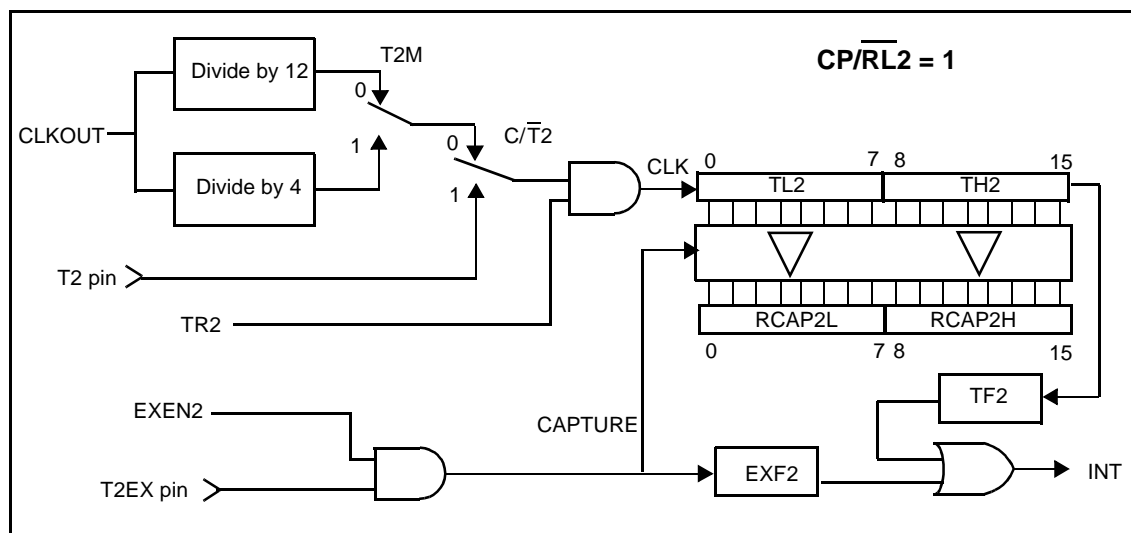 CP/RL2 = 1
T2M
Divide by 12
0
CLKOUT
1
Divide by 4
C/T2
0
1
CLK
0 7 8 15
TL2 TH2
T2 pin
TR2
RCAP2L RCAP2H
0 7 8 15
TF2
EXEN2
CAPTURE
EXF2
INT
T2EX pin